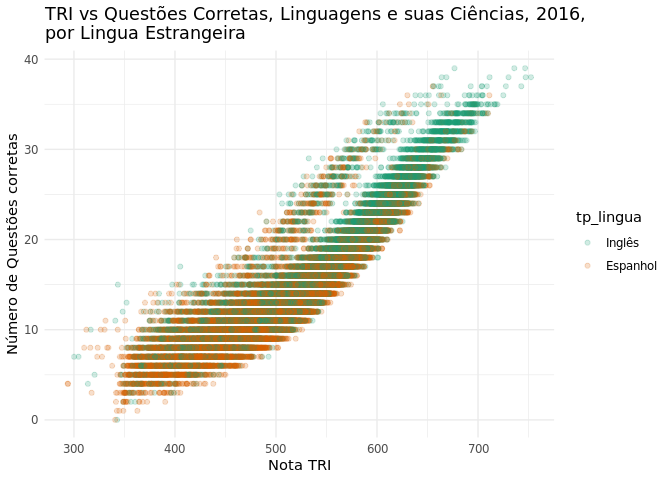 TRI vs Questões Corretas, Linguagens e suas Ciências, 2016,
por Lingua Estrangeira
40
30
20
10
0
Número de Questões corretas
300 400 500 600 700
Nota TRI
tp_lingua
Inglês
Espanhol